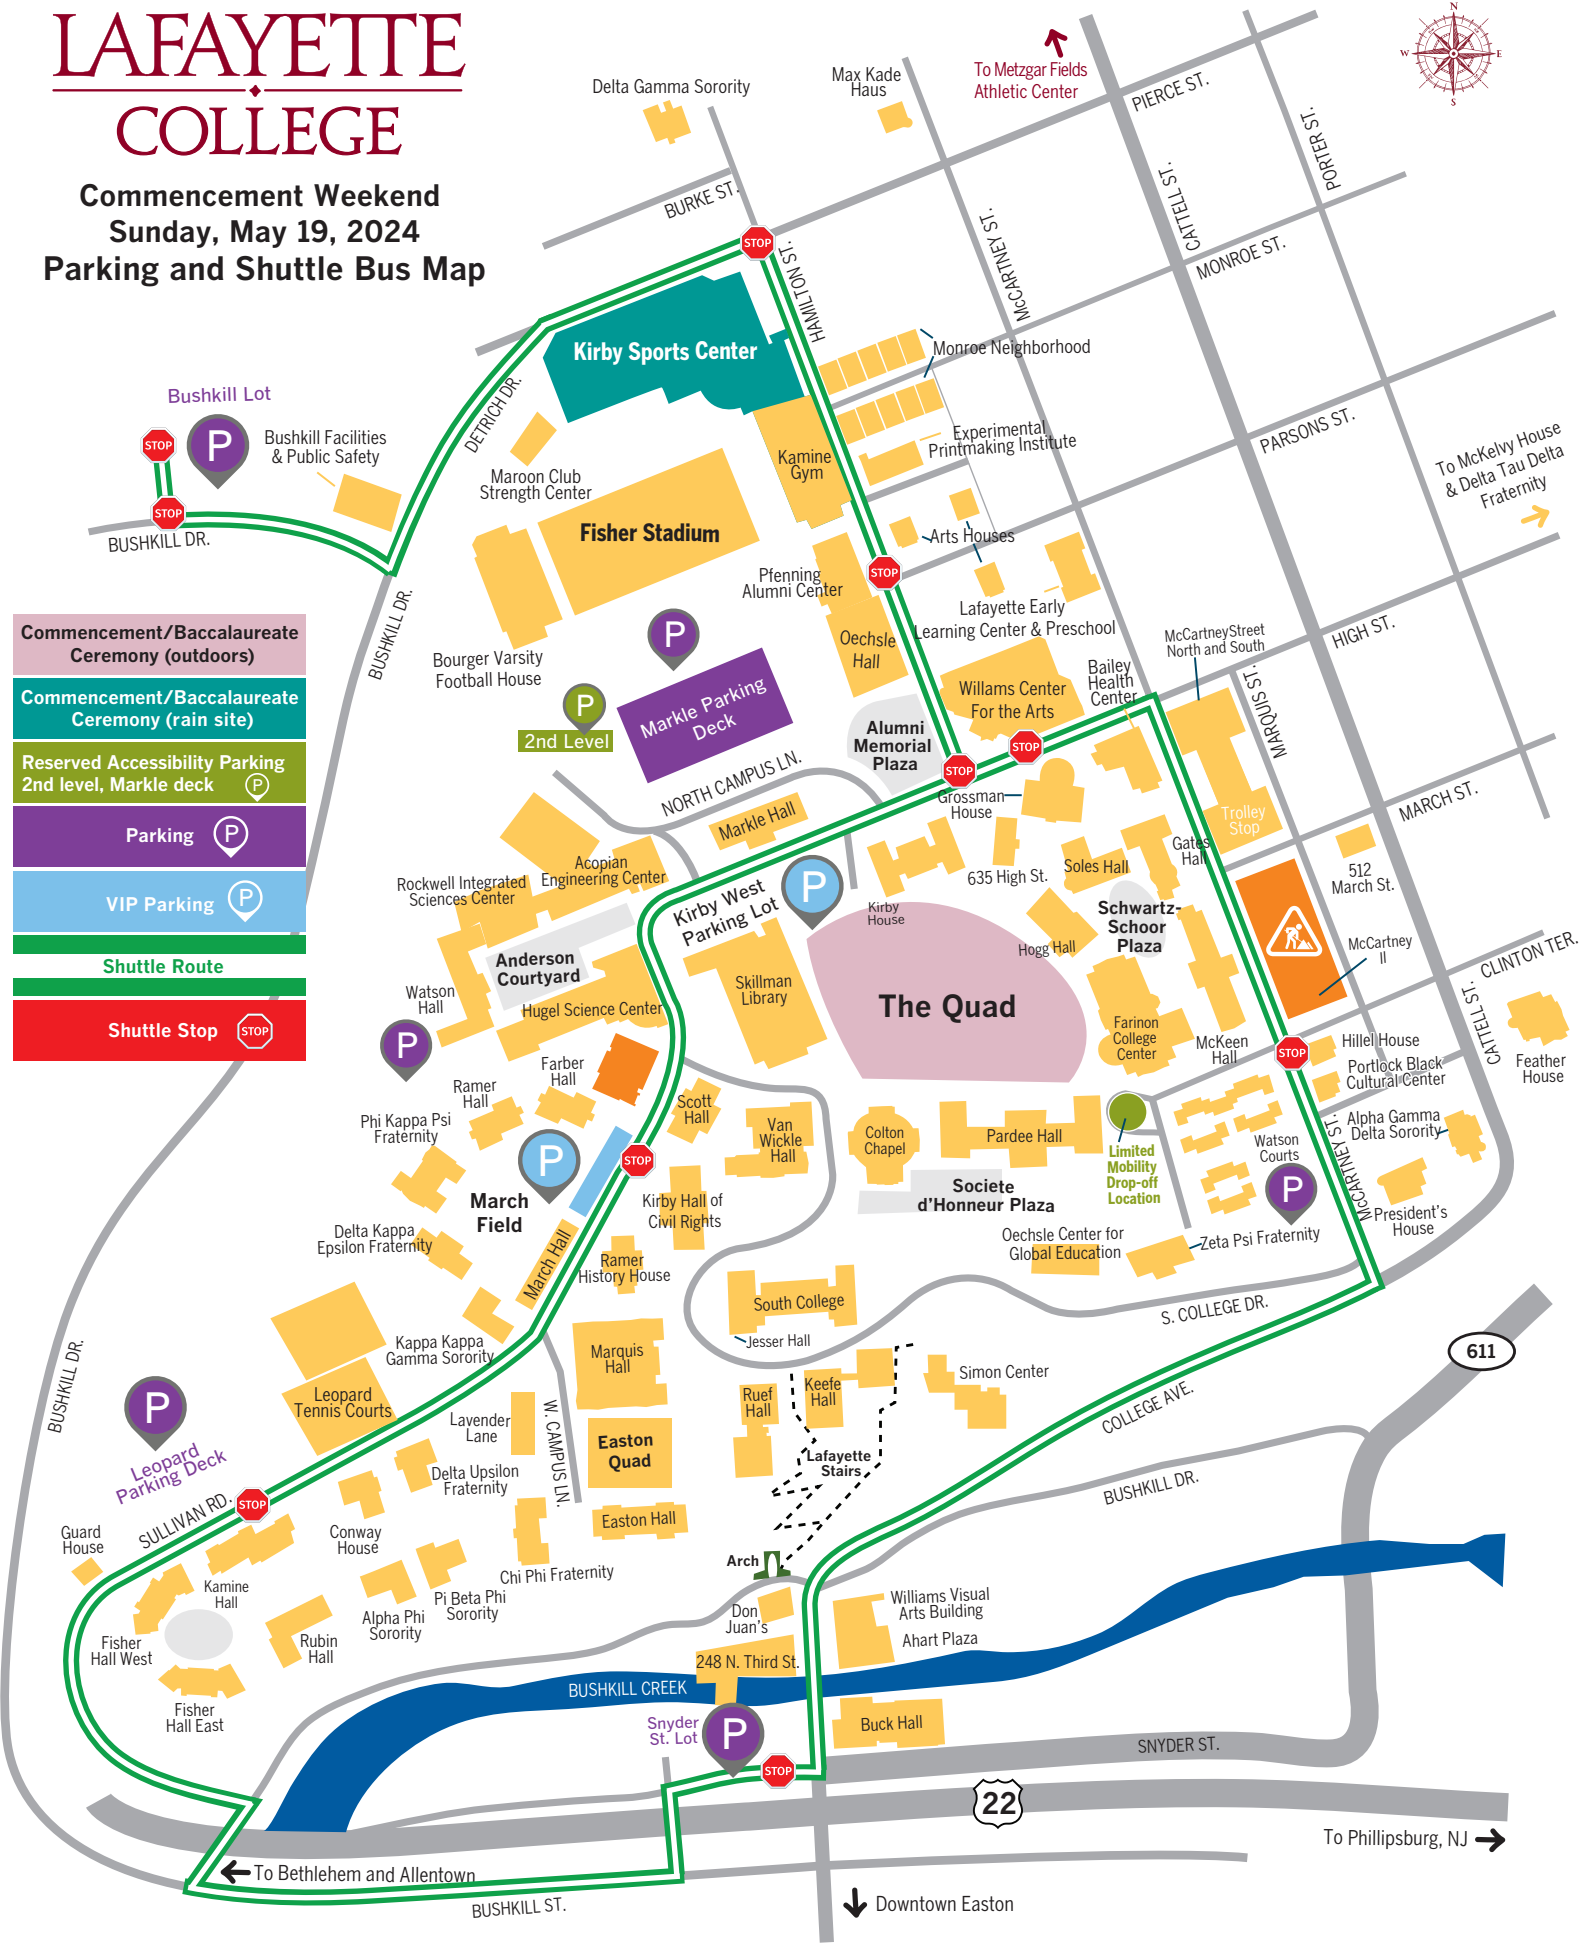 LAFAYETTE
COLLEGE
Commencement Weekend
Sunday, May 19, 2024
Parking and Shuttle Bus Map
N
W
E
S
To Metzgar Fields
Athletic Center
Delta Gamma Sorority
Max Kade
Haus
PIERCE ST.
PORTER ST.
CATTELL ST.
BURKE ST.
McCARTNEY ST.
MONROE ST.
STOP
HAMILTON ST.
Kirby Sports Center
Monroe Neighborhood
DETRICH DR.
Bushkill Lot
STOP
P
Bushkill Facilities
& Public Safety
STOP
BUSHKILL DR.
Maroon Club
Strength Center
Kamine
Gym
Experimental
Printmaking Institute
PARSONS ST.
To McKelvy House
& Delta Tau Delta
Fraternity
Fisher Stadium
Arts Houses
Pfenning
Alumni Center
STOP
Lafayette Early
Learning Center & Preschool
BUSHKILL DR.
P
Oechsle
Hall
McCartneyStreet
North and South
HIGH ST.
Commencement/Baccalaureate
Ceremony (outdoors)
Commencement/Baccalaureate
Ceremony (rain site)
Reserved Accessibility Parking
2nd level, Markle deck
P
Parking
P
VIP Parking
P
Shuttle Route
Shuttle Stop
STOP
Bourger Varsity
Football House
P
2nd Level
Markle Parking
Deck
Bailey
Health
Center
Willams Center
For the Arts
MARQUIS ST.
Alumni
Memorial
Plaza
STOP
STOP
NORTH CAMPUS LN.
Markle Hall
Grossman
House
MARCH ST.
Trolley
Stop
Gates
Hall
Acopian
Engineering Center
Rockwell Integrated
Sciences Center
Kirby West
Parking Lot
P
635 High St.
Soles Hall
512
March St.
Kirby
House
Schwartz-
Schoor
Plaza
Hogg Hall
McCartney
II
CLINTON TER.
Anderson
Courtyard
Skillman
Library
The Quad
Watson
Hall
Hugel Science Center
Farinon
College
Center
McKeen
Hall
CATTELL ST.
P
Farber
Hall
STOP
Hillel House
Portlock Black
Cultural Center
Feather
House
Ramer
Hall
Scott
Hall
Phi Kappa Psi
Fraternity
Van
Wickle
Hall
Colton
Chapel
Pardee Hall
Limited
Mobility
Drop-off
Location
Watson
Courts
Alpha Gamma
Delta Sorority
P
STOP
P
McCARTNEY ST.
March
Field
Kirby Hall of
Civil Rights
Societe
d'Honneur Plaza
President's
House
Delta Kappa
Epsilon Fraternity
Oechsle Center for
Global Education
Zeta Psi Fraternity
March Hall
Ramer
History House
South College
S. COLLEGE DR.
Jesser Hall
611
BUSHKILL DR.
Kappa Kappa
Gamma Sorority
Marquis
Hall
Simon Center
Keefe
Hall
Ruef
Hall
Leopard
Tennis Courts
P
Leopard
Parking Deck
Lavender
Lane
W. CAMPUS LN.
Easton
Quad
COLLEGE AVE.
Lafayette
Stairs
Delta Upsilon
Fraternity
BUSHKILL DR.
SULLIVAN RD.
STOP
Easton Hall
Guard
House
Conway
House
Arch
Chi Phi Fraternity
Kamine
Hall
Pi Beta Phi
Sorority
Alpha Phi
Sorority
Don
Juan's
Williams Visual
Arts Building
Ahart Plaza
Fisher
Hall West
Rubin
Hall
248 N. Third St.
BUSHKILL CREEK
Fisher
Hall East
Snyder
St. Lot
P
Buck Hall
SNYDER ST.
STOP
22
To Phillipsburg, NJ
To Bethlehem and Allentown
BUSHKILL ST.
Downtown Easton